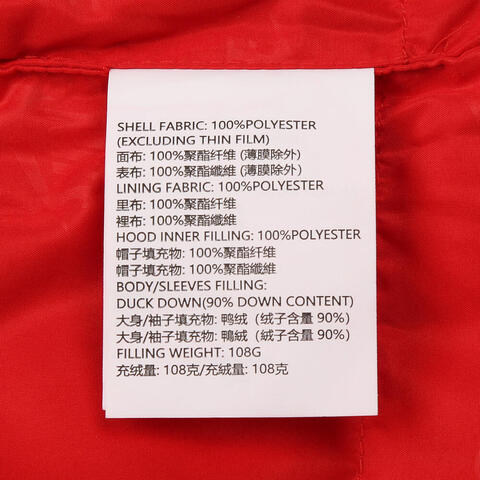 SHELL FABRIC: 100%POLYESTER
(EXCLUDING THIN FILM)
面布: 100%聚酯纤维 (薄膜除外)
表布: 100%聚酯纖維 (薄膜除外)
LINING FABRIC: 100%POLYESTER
里布: 100%聚酯纤维
裡布: 100%聚酯纖維
HOOD INNER FILLING: 100%POLYESTER
帽子填充物: 100%聚酯纤维
帽子填充物: 100%聚酯纖維
BODY/SLEEVES FILLING:
DUCK DOWN(90% DOWN CONTENT)
大身/袖子填充物: 鸭绒（绒子含量 90%）
大身/袖子填充物: 鴨絨（絨子含量 90%）
FILLING WEIGHT: 108G
充绒量: 108克/充絨量: 108克